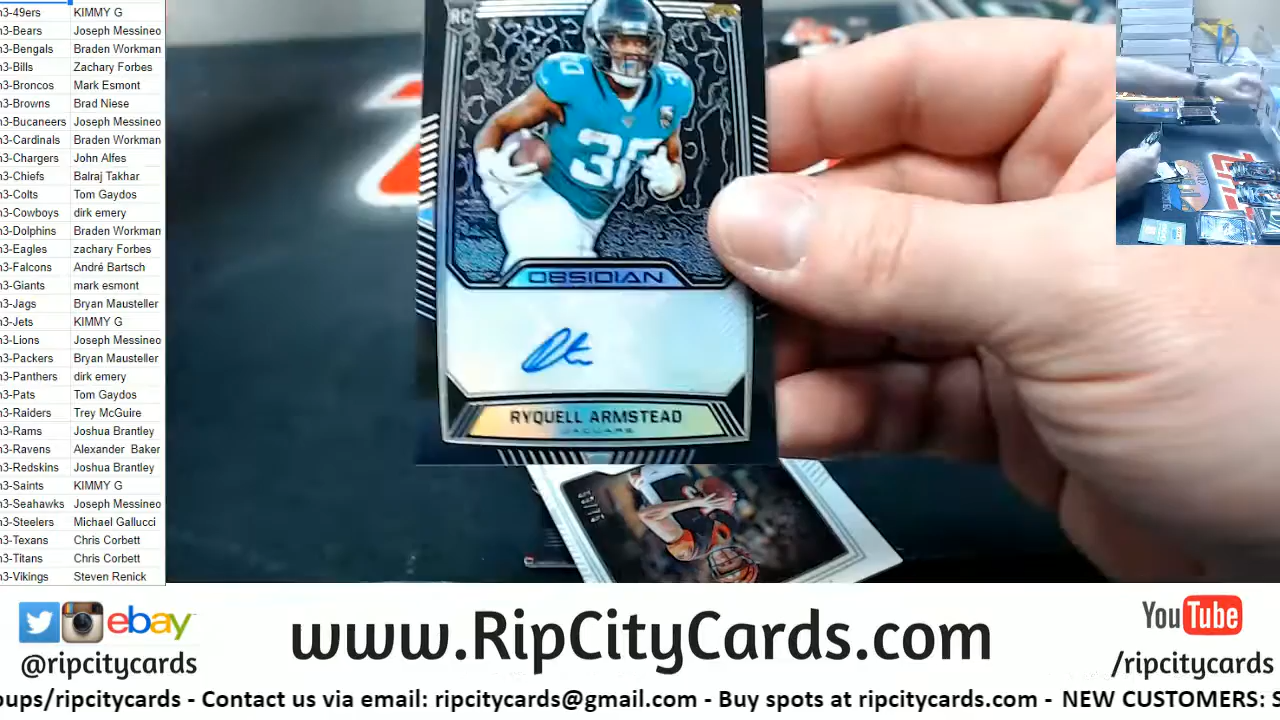 n3-49ers KIMMY G
n3-Bears Joseph Messineo
n3-Bengals Braden Workman
n3-Bills Zachary Forbes
n3-Broncos Mark Esmont
n3-Browns Brad Niese
n3-Bucaneers Joseph Messineo
n3-Cardinals Braden Workman
n3-Chargers John Alfes
n3-Chiefs Balraj Takhar
n3-Colts Tom Gaydos
n3-Cowboys dirk emery
n3-Dolphins Braden Workman
n3-Eagles zachary Forbes
n3-Falcons André Bartsch
n3-Giants mark esmont
n3-Jags Bryan Mausteller
n3-Jets KIMMY G
n3-Lions Joseph Messineo
n3-Packers Bryan Mausteller
n3-Panthers dirk emery
n3-Pats Tom Gaydos
n3-Raiders Trey McGuire
n3-Rams Joshua Brantley
n3-Ravens Alexander Baker
n3-Redskins Joshua Brantley
n3-Saints KIMMY G
n3-Seahawks Joseph Messineo
n3-Steelers Michael Gallucci
n3-Texans Chris Corbett
n3-Titans Chris Corbett
n3-Vikings Steven Renick
RC
30
30
OBSIDIAN
RYQUELL ARMSTEAD
JAGUARS
ebay
@ripcitycards
www.RipCityCards.com
YouTube
/ripcitycards
oups/ripcitycards - Contact us via email: ripcitycards@gmail.com - Buy spots at ripcitycards.com - NEW CUSTOMERS: S